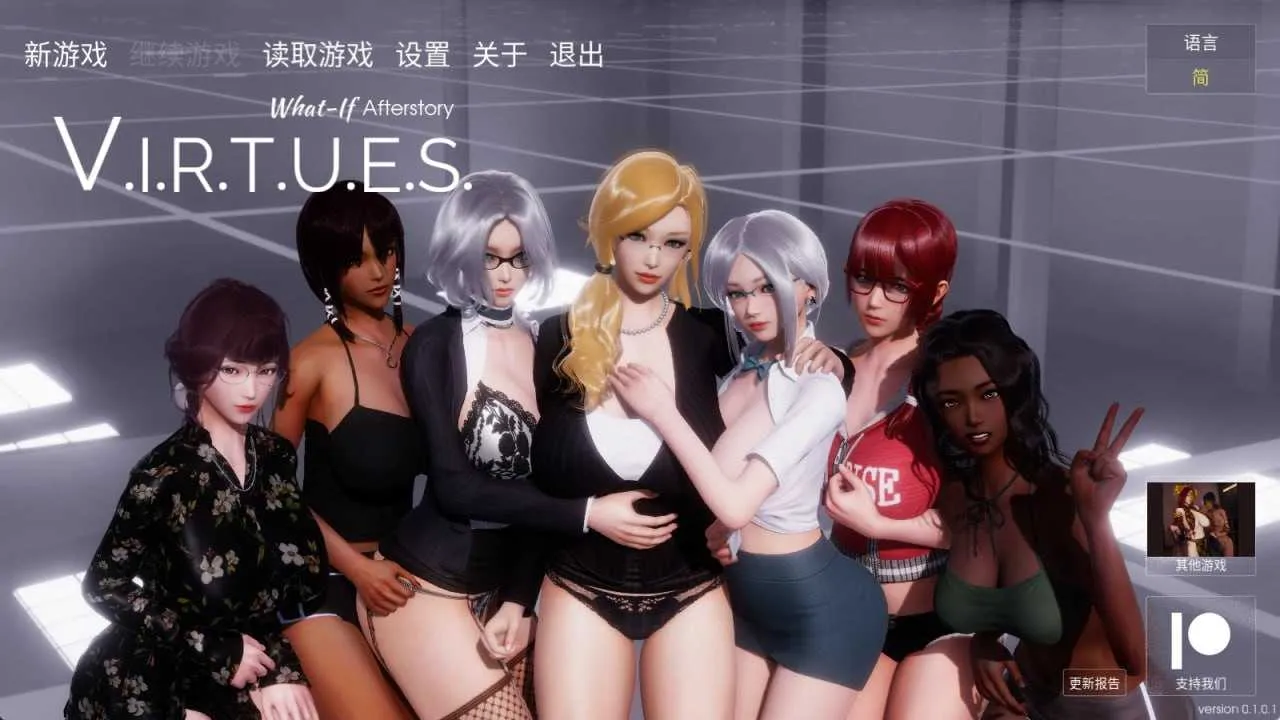 新游戏 继续游戏 读取游戏 设置 关于 退出
语言
简
What-If Afterstory
V.I.R.T.U.E.S.
其他游戏
更新报告
支持我们
version 0.1.0.1